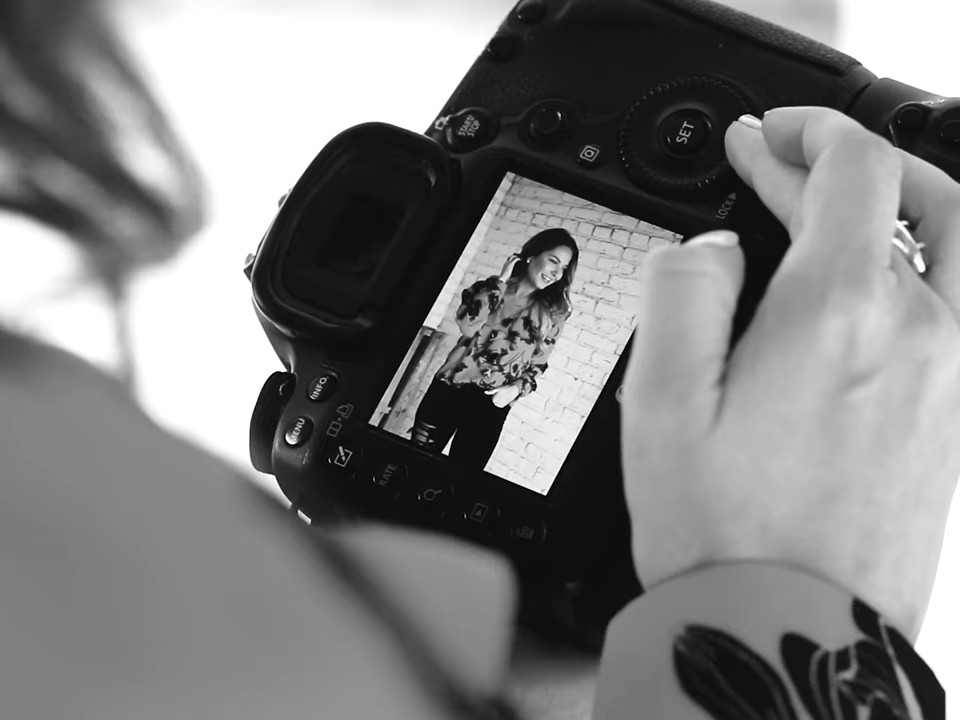 START/
STOP
SET
LOCK▶
INFO.
MENU
RATE